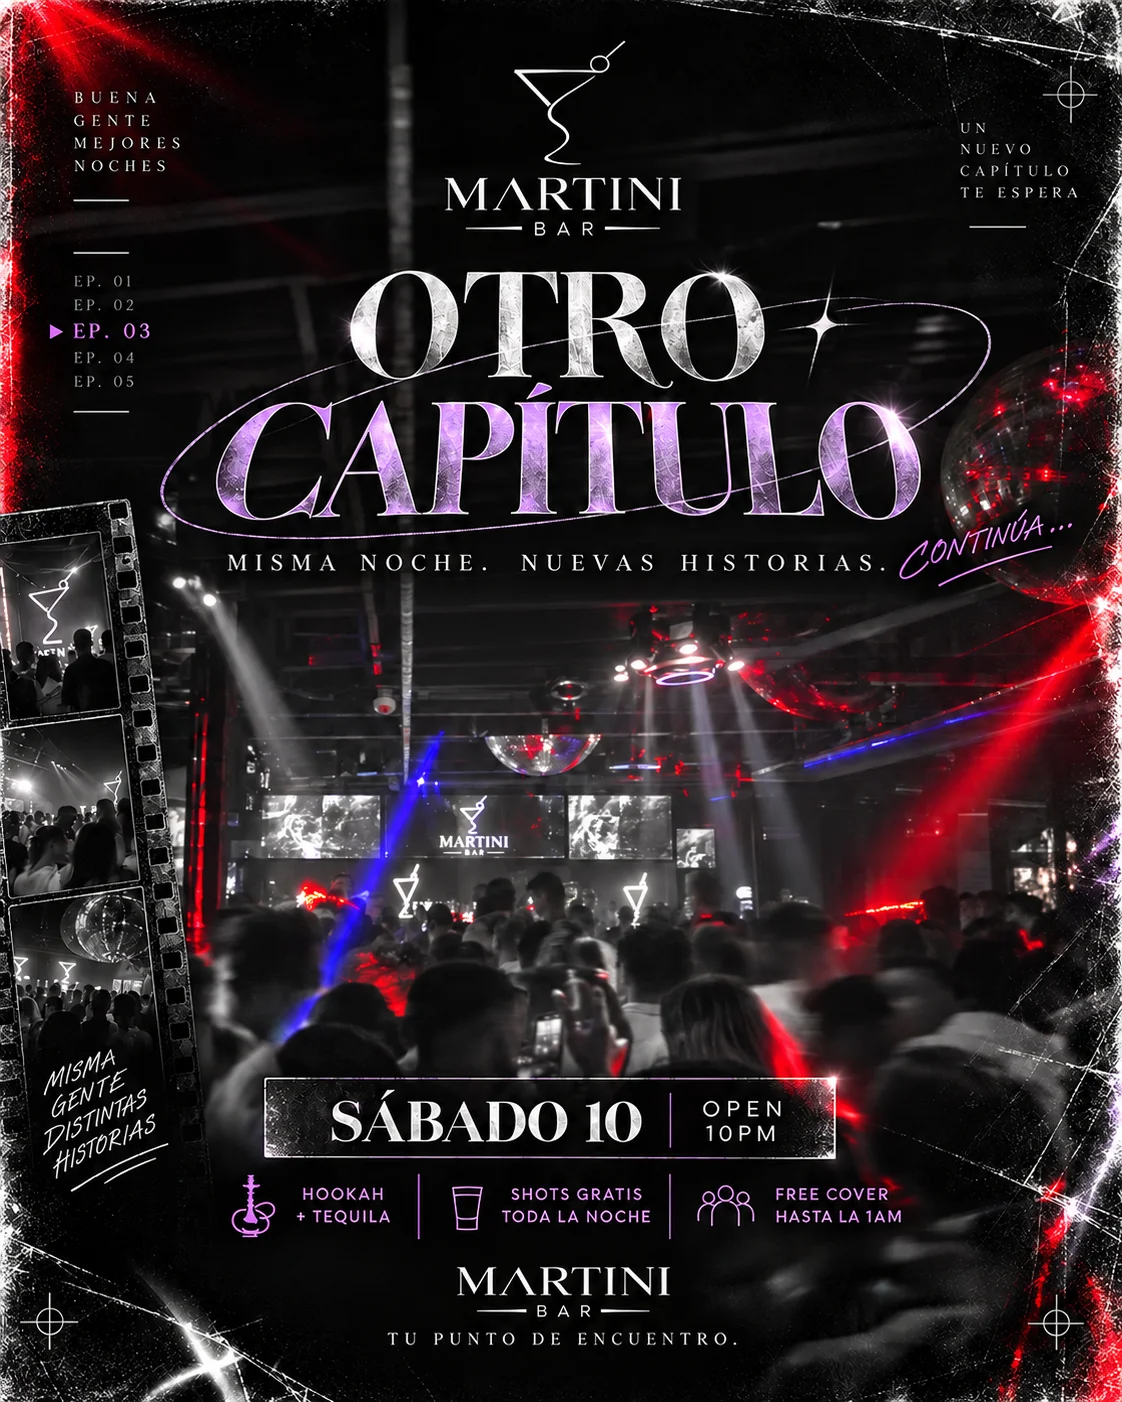 BUENA
GENTE
MEJORES
NOCHES
UN
NUEVO
CAPÍTULO
TE ESPERA
MARTINI
BAR
EP. 01
EP. 02
EP. 03
EP. 04
EP. 05
OTRO
CAPÍTULO
MISMA NOCHE. NUEVAS HISTORIAS.
CONTINÚA...
MARTINI
BAR
MISMA
GENTE
DISTINTAS
HISTORIAS
SÁBADO 10
OPEN
10PM
HOOKAH
+ TEQUILA
SHOTS GRATIS
TODA LA NOCHE
FREE COVER
HASTA LA 1AM
MARTINI
BAR
TU PUNTO DE ENCUENTRO.